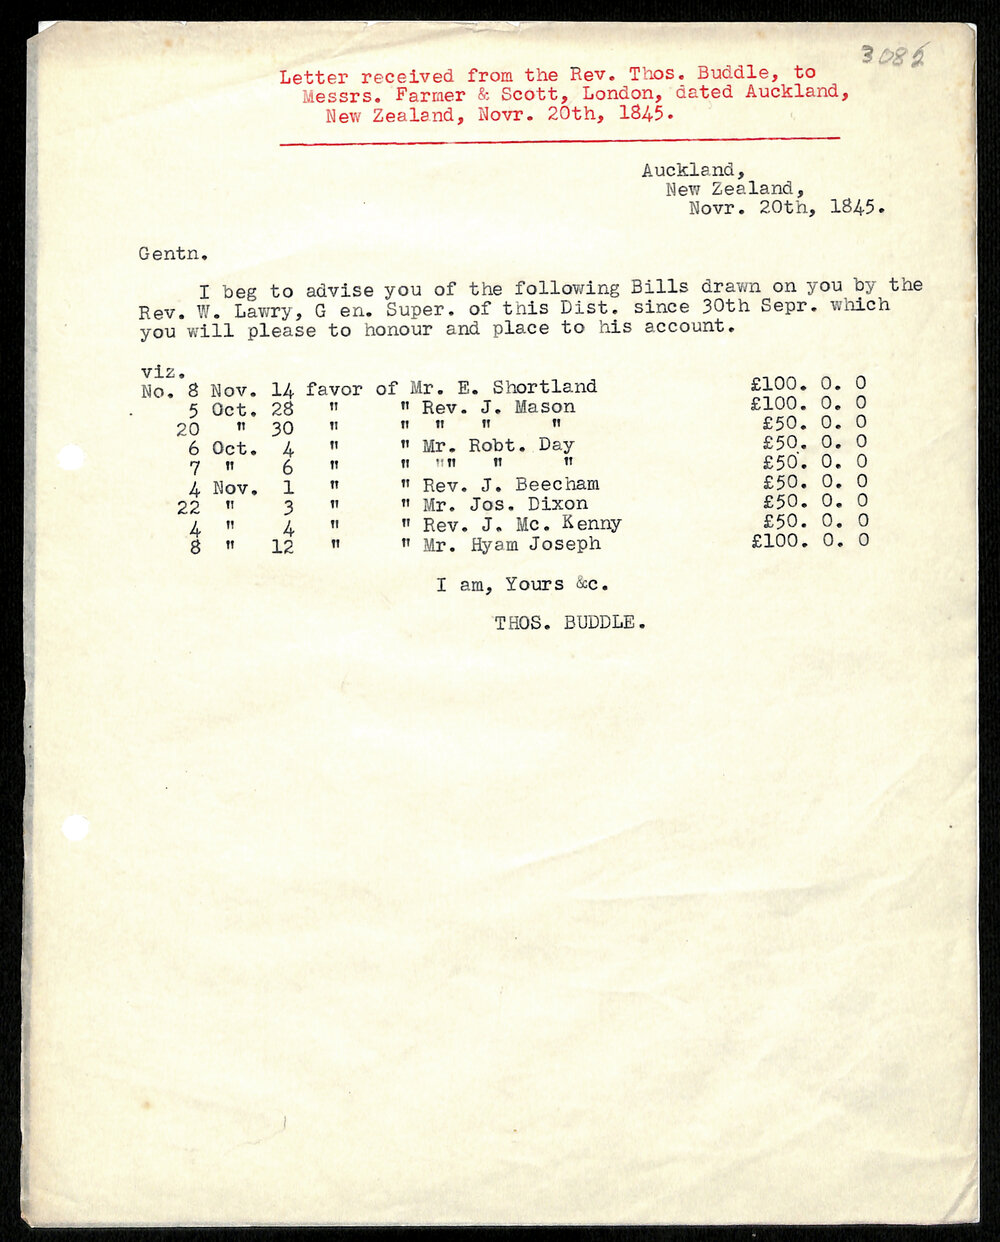 3086
Letter received from the Rev. Thos. Buddle, to
Messrs. Farmer & Scott, London, dated Auckland,
New Zealand, Novr. 20th, 1845.
Auckland,
New Zealand,
Novr. 20th, 1845.
Gentn.
I beg to advise you of the following Bills drawn on you by the
Rev. W. Lawry, G en. Super. of this Dist. since 30th Sepr. which
you will please to honour and place to his account.
viz.
No. 8 Nov. 14 favor of Mr. E. Shortland £100. 0. 0
5 Oct. 28 " " Rev. J. Mason £100. 0. 0
20 " 30 " " " " " £50. 0. 0
6 Oct. 4 " " Mr. Robt. Day £50. 0. 0
7 " 6 " " "" " " £50. 0. 0
4 Nov. 1 " " Rev. J. Beecham £50. 0. 0
22 " 3 " " Mr. Jos. Dixon £50. 0. 0
4 " 4 " " Rev. J. Mc. Kenny £50. 0. 0
8 " 12 " " Mr. Hyam Joseph £100. 0. 0
I am, Yours &c.
THOS. BUDDLE.